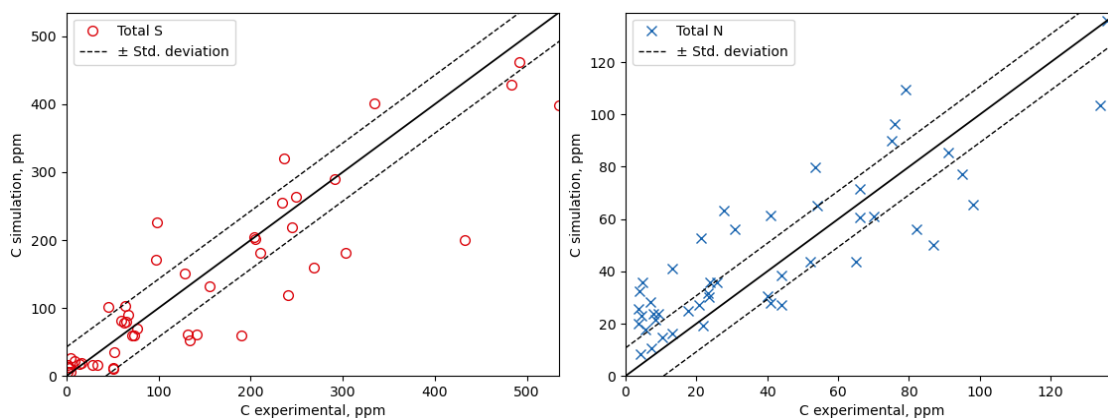 Total S
± Std. deviation
500
400
300
200
100
0
C simulation, ppm
0 100 200 300 400 500
C experimental, ppm
Total N
± Std. deviation
120
100
80
60
40
20
0
C simulation, ppm
0 20 40 60 80 100 120
C experimental, ppm